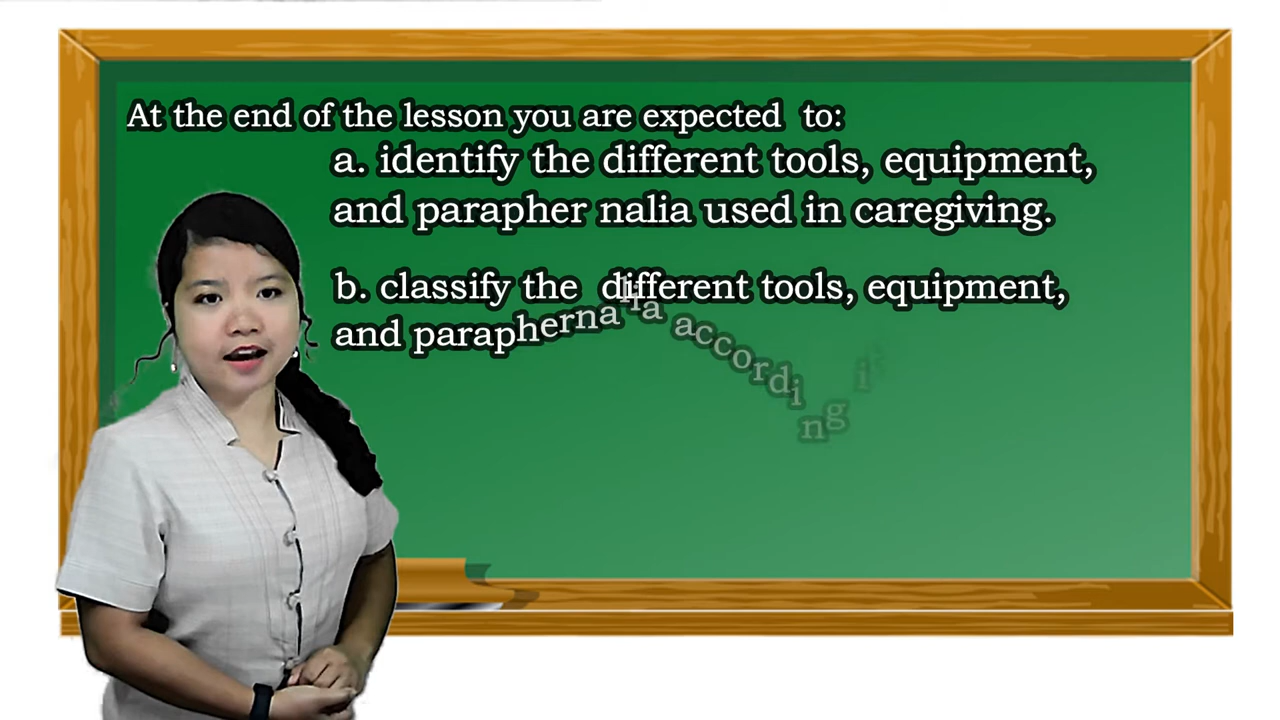 At the end of the lesson you are expected to:
a. identify the different tools, equipment,
and parapher nalia used in caregiving.
b. classify the different tools, equipment,
and paraphernalia according